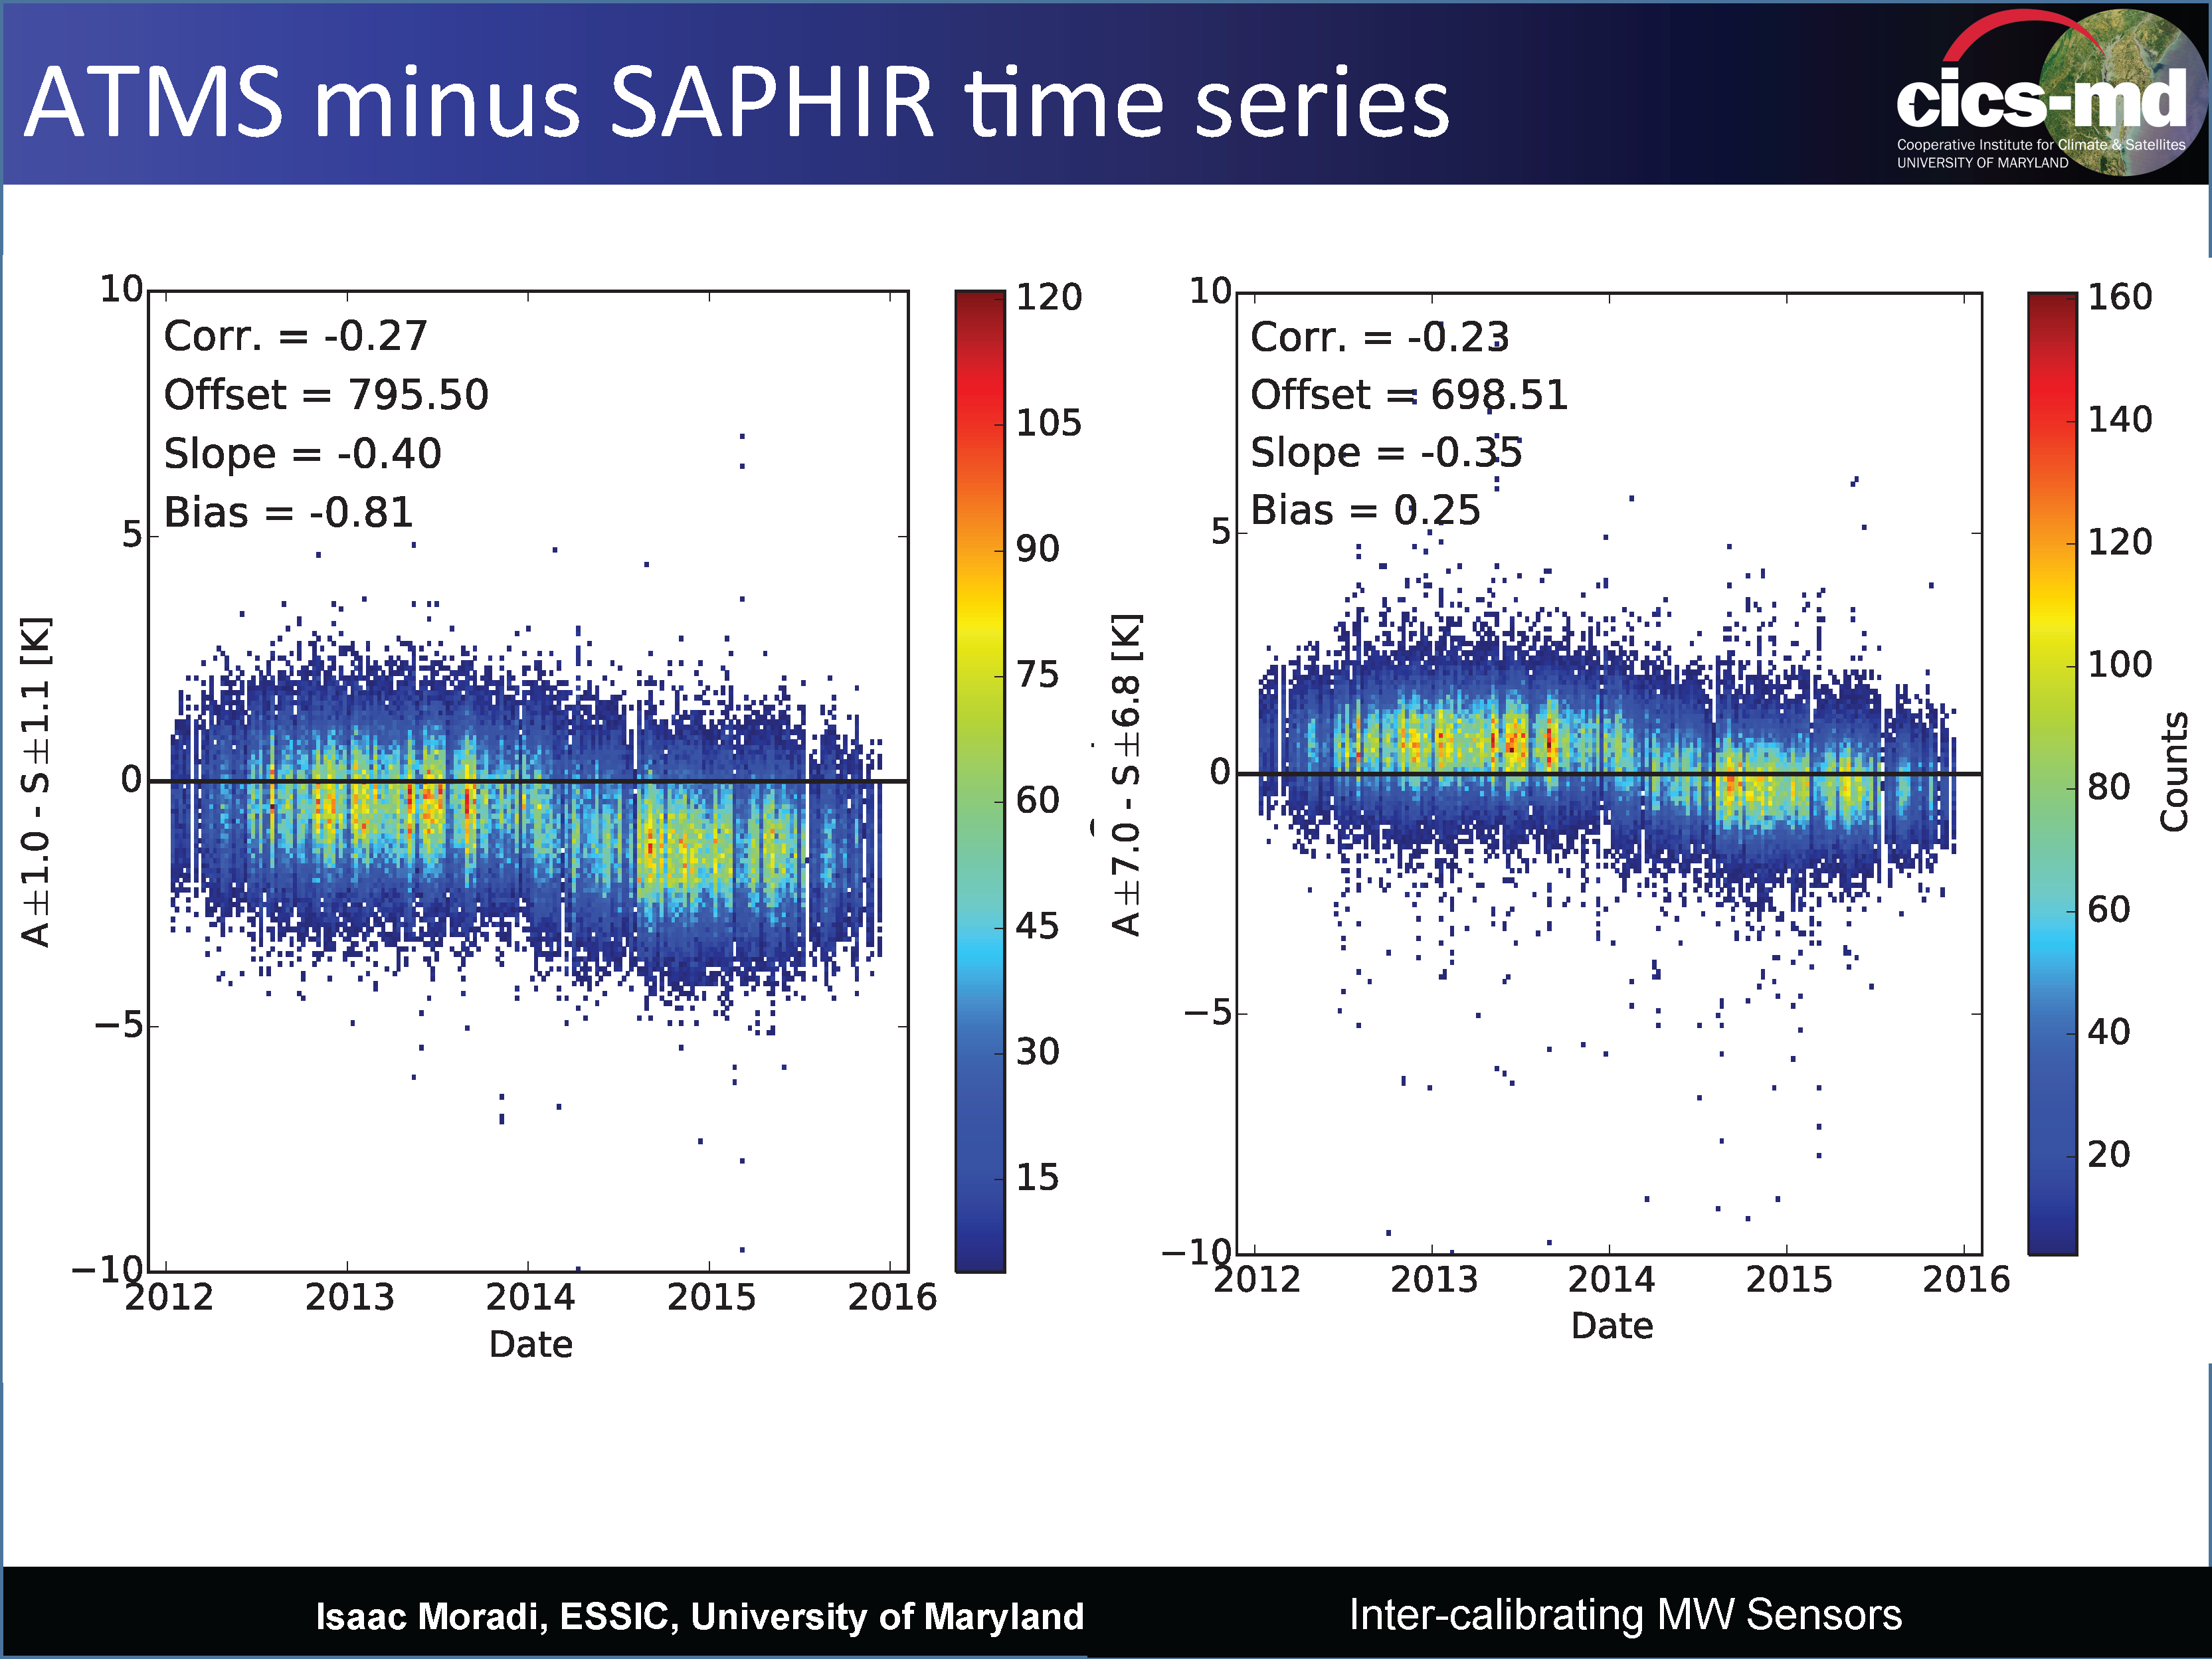 ATMS minus SAPHIR time series
cics-md
Cooperative Institute for Climate & Satellites
UNIVERSITY OF MARYLAND
Corr. = -0.27
Offset = 795.50
Slope = -0.40
Bias = -0.81
10
5
0
−5
−10
A±1.0 - S±1.1 [K]
2012 2013 2014 2015 2016
Date
120
105
90
75
60
45
30
15
Corr. = -0.23
Offset = 698.51
Slope = -0.35
Bias = 0.25
10
5
0
−5
−10
A±7.0 - S±6.8 [K]
2012 2013 2014 2015 2016
Date
160
140
120
100
80
60
40
20
Counts
Isaac Moradi, ESSIC, University of Maryland
Inter-calibrating MW Sensors